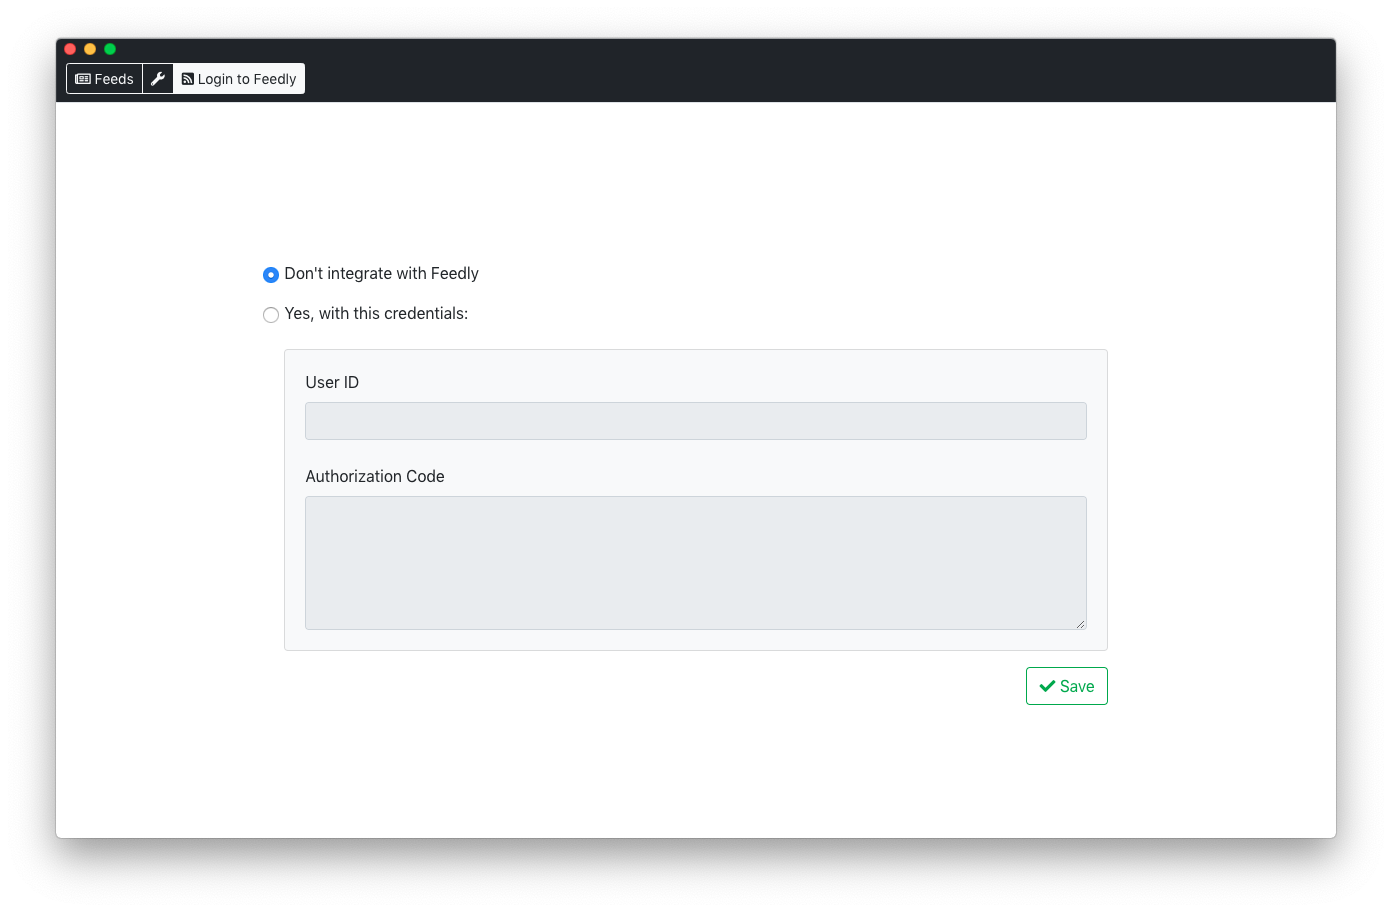 Feeds
Login to Feedly
Don't integrate with Feedly
Yes, with this credentials:
User ID
Authorization Code
Save